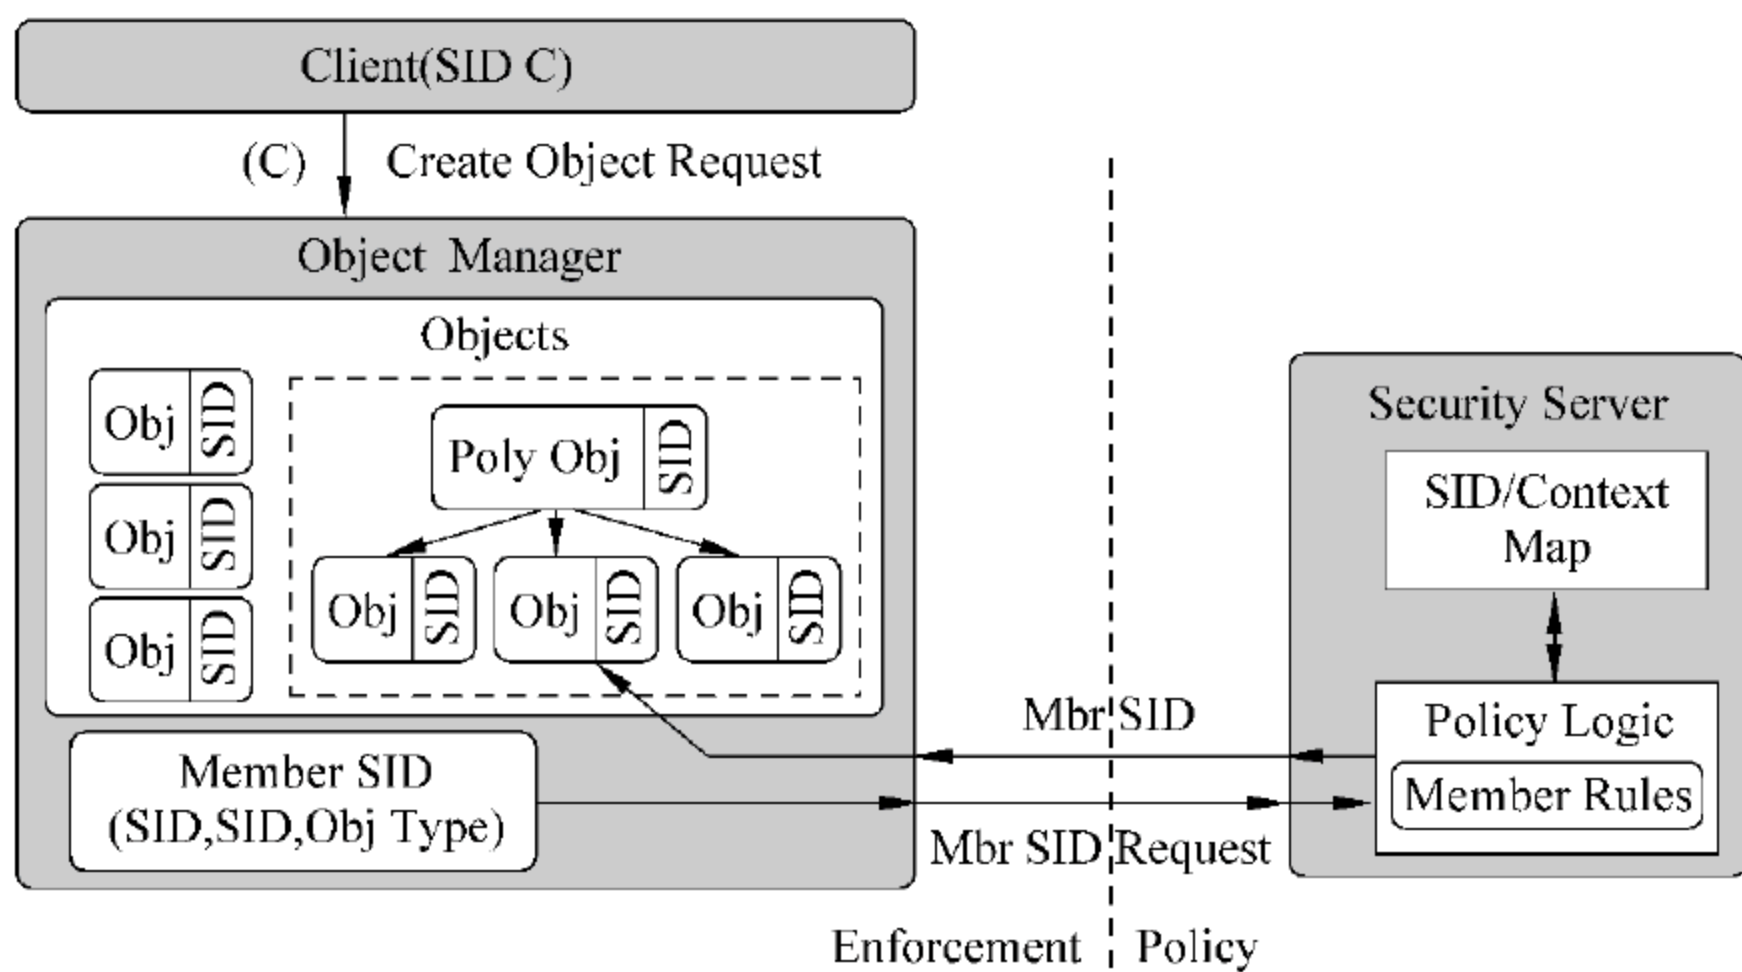 Client(SID C)
(C) Create Object Request
Object Manager
Objects
Obj SID
Obj SID
Obj SID
Poly Obj SID
Obj SID
Obj SID
Obj SID
Member SID
(SID,SID,Obj Type)
Mbr SID
Mbr SID Request
Security Server
SID/Context
Map
Policy Logic
Member Rules
Enforcement
Policy